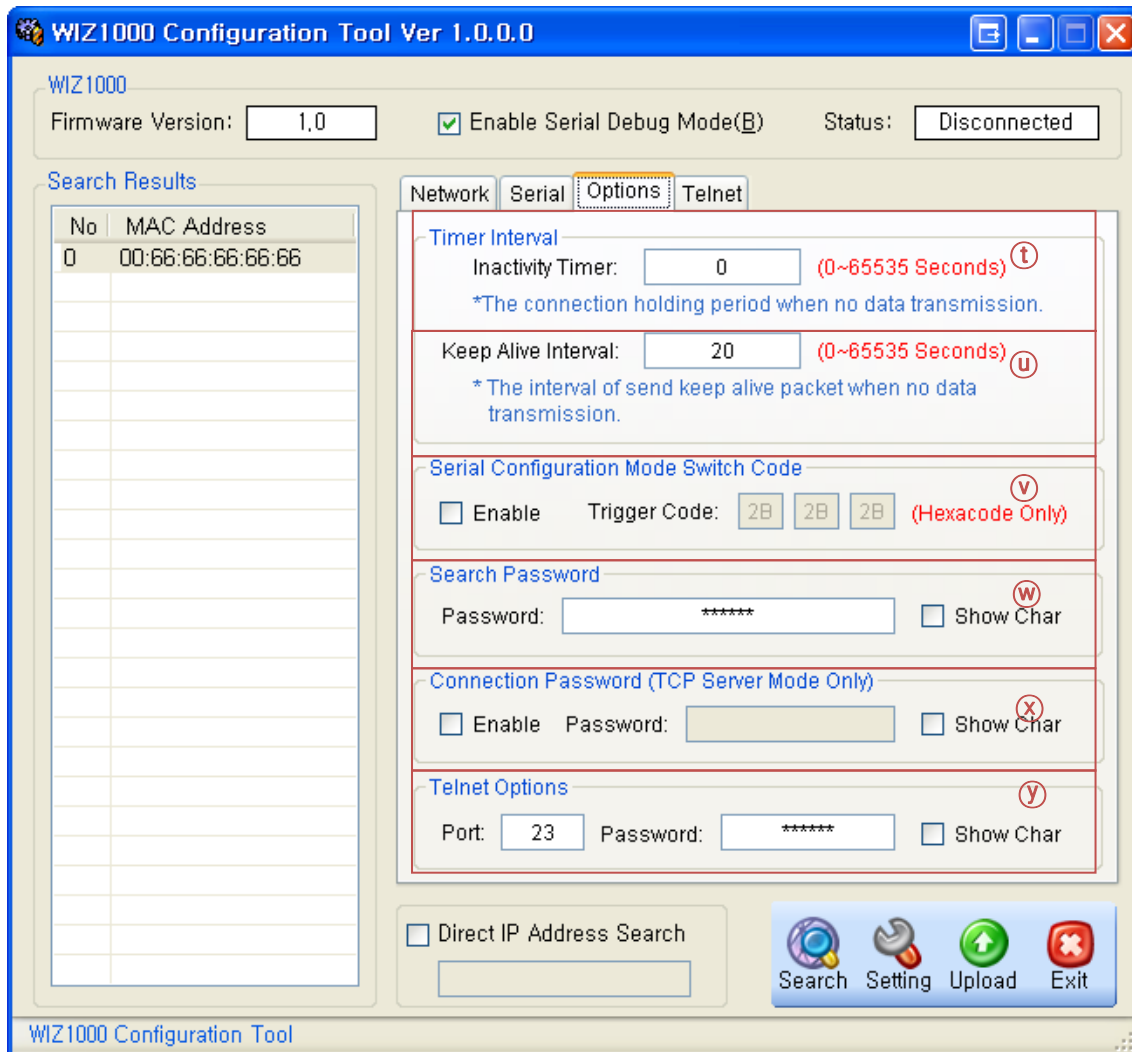 WIZ1000 Configuration Tool Ver 1.0.0.0
WIZ1000
Firmware Version: 1,0 Enable Serial Debug Mode(B) Status: Disconnected
Search Results
No MAC Address
0 00:66:66:66:66:66
Network Serial Options Telnet
Timer Interval
Inactivity Timer: 0 (0~65535 Seconds) ⓣ
*The connection holding period when no data transmission.
Keep Alive Interval: 20 (0~65535 Seconds) ⓤ
* The interval of send keep alive packet when no data
transmission.
Serial Configuration Mode Switch Code
ⓥ
Enable Trigger Code: 2B 2B 2B (Hexacode Only)
Search Password
ⓦ
Password: ****** Show Char
Connection Password (TCP Server Mode Only)
ⓧ
Enable Password: Show Char
Telnet Options
ⓨ
Port: 23 Password: ****** Show Char
Direct IP Address Search
Search Setting Upload Exit
WIZ1000 Configuration Tool